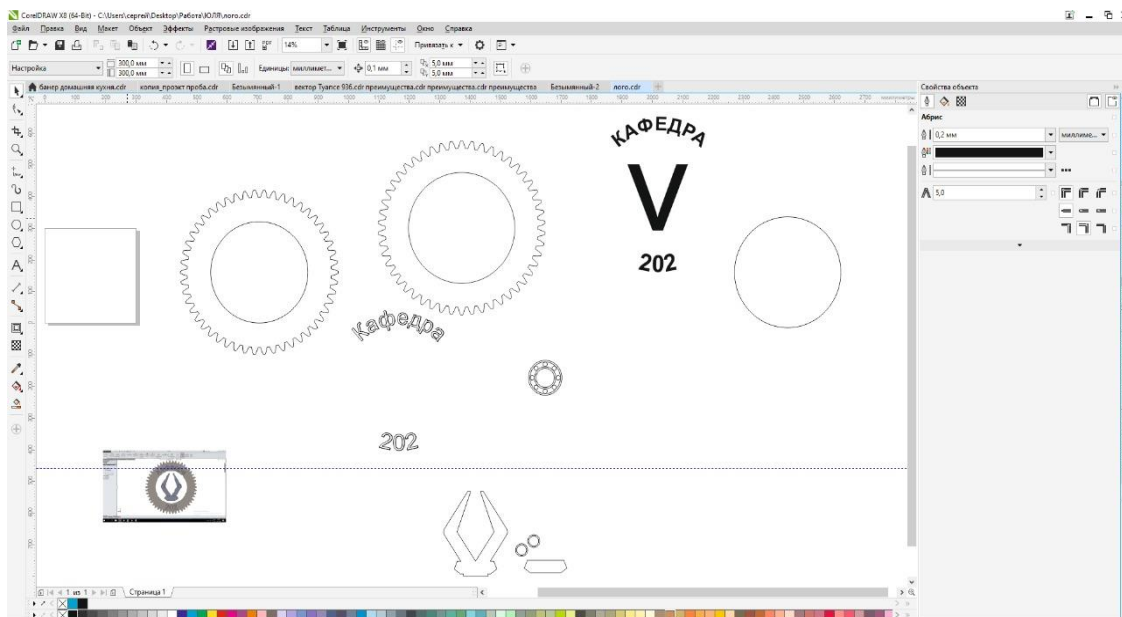 CorelDRAW X8 (64-Bit) - C:\Users\сергей\Desktop\Работа\ЮЛЯ\лого.cdr
Файл Правка Вид Макет Объект Эффекты Растровые изображения Текст Таблица Инструменты Окно Справка
14% Привязать к
Настройка 300,0 мм 300,0 мм Единицы: миллимет... 0,1 мм 5,0 мм 5,0 мм
банер домашняя кухня.cdr копия_проэкт проба.cdr Безымянный-1 вектор Туапсе 936.cdr преимущества.cdr преимущества.cdr преимущества Безымянный-2 лого.cdr
Свойства объекта
Абрис
0,2 мм миллиме...
5,0
КАФЕДРА
V
202
Кафедра
202
1 из 1 Страница 1